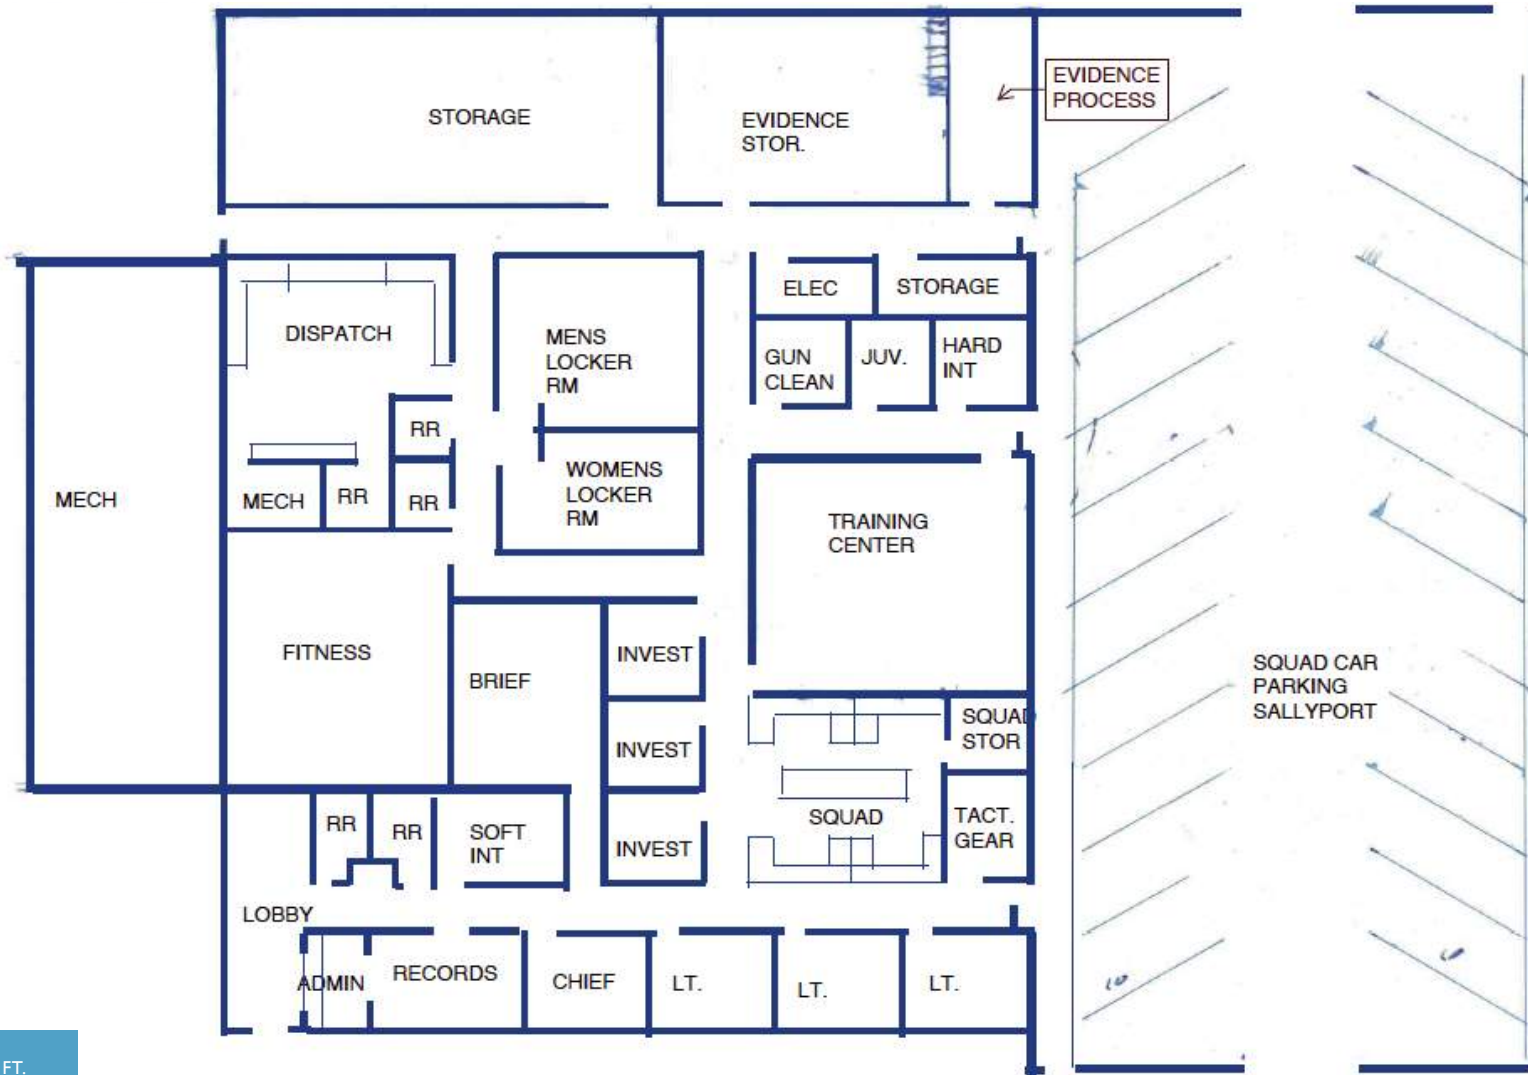 EVIDENCE
PROCESS
STORAGE
EVIDENCE
STOR.
ELEC
STORAGE
DISPATCH
MENS
LOCKER
RM
GUN
CLEAN
JUV.
HARD
INT
RR
WOMENS
LOCKER
RM
MECH
MECH
RR
RR
TRAINING
CENTER
FITNESS
BRIEF
INVEST
SQUAD CAR
PARKING
SALLYPORT
INVEST
SQUAD
STOR
RR
RR
SOFT
INT
INVEST
SQUAD
TACT.
GEAR
LOBBY
ADMIN
RECORDS
CHIEF
LT.
LT.
LT.
10
FT.